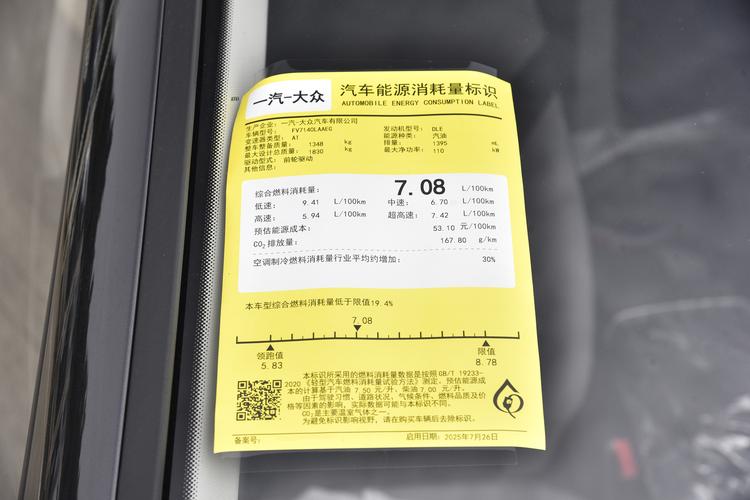 一汽-大众
汽车能源消耗量标识
AUTOMOBILE ENERGY CONSUMPTION LABEL
生产企业: 一汽-大众汽车有限公司
车辆型号: FV7140LAAEG 发动机型号: DLE
变速器类型: AT 能源种类: 汽油
整车整备质量: 1348 kg 排量: 1395 mL
最大设计总质量: 1830 kg 最大净功率: 110 kW
驱动型式: 前轮驱动
其他信息:
综合燃料消耗量: 7.08 L/100km
低速: 9.41 L/100km 中速: 6.70 L/100km
高速: 5.94 L/100km 超高速: 7.42 L/100km
预估能源成本: 53.10 元/100km
CO2排放量: 167.80 g/km
空调制冷燃料消耗量行业平均约增加: 30%
本车型综合燃料消耗量低于限值19.4%
7.08
领跑值 限值
5.83 8.78
本标识所采用的燃料消耗量数据是按照GB/T 19233-
2020《轻型汽车燃料消耗量试验方法》测定。预估能源成
本的计算基于汽油 7.50 元/升, 柴油 7.00 元/升。
由于驾驶习惯、道路状况、气候条件、燃料品质及价
格等因素的影响, 实际数据可能与本标识不同。
CO2是主要温室气体之一。
为避免标识影响视野, 请在购买车辆后去除标识。
备案号: 启用日期: 2025年7月26日